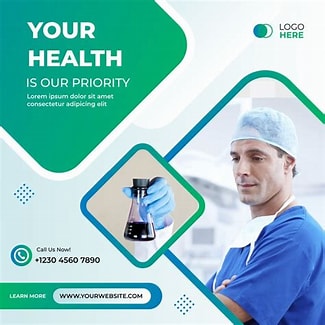 YOUR
HEALTH
IS OUR PRIORITY
Lorem ipsum dolor sit amet,
consectetur adipiscing elit
LOGO
HERE
Call Us Now!
+1230 4560 7890
LEARN MORE
WWW.YOURWEBSITE.COM